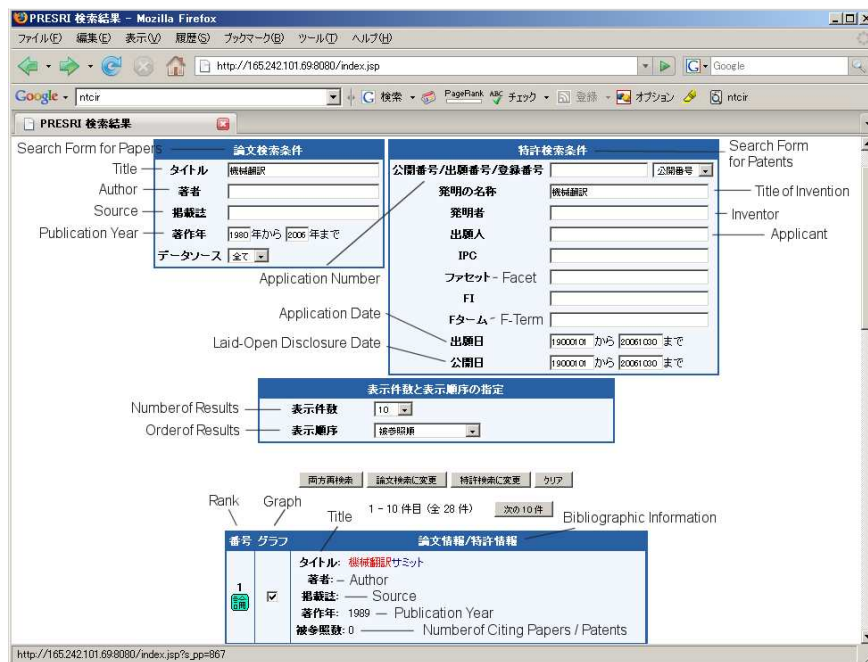 PRESRI 検索結果 - Mozilla Firefox
ファイル(F) 編集(E) 表示(V) 履歴(S) ブックマーク(B) ツール(T) ヘルプ(H)
http://165.242.101.69:8080/index.jsp
G Google
Google ntcir G 検索 PageRank ABC チェック 登録 オプション ntcir
PRESRI 検索結果
Search Form for Papers 論文検索条件
Title タイトル 機械翻訳
Author 著者
Source 掲載誌
Publication Year 著作年 1980 年から 2006 年まで
データソース 全て
特許検索条件 Search Form for Patents
公開番号/出願番号/登録番号 公開番号
発明の名称 機械翻訳 Title of Invention
発明者 Inventor
出願人 Applicant
IPC
Application Number
ファセット - Facet
FI
Application Date
Fターム - F-Term
出願日 19000101 から 20061030 まで
Laid-Open Disclosure Date
公開日 19000101 から 20061030 まで
表示件数と表示順序の指定
Number of Results 表示件数 10
Order of Results 表示順序 被参照順
両方再検索 論文検索に変更 特許検索に変更 クリア
Rank Graph Title 1 - 10 件目 (全 28 件) 次の10件 Bibliographic Information
番号 グラフ 論文情報/特許情報
タイトル: 機械翻訳サミット
著者: - Author
1 論 掲載誌: Source
著作年: 1989 Publication Year
被参照数: 0 Number of Citing Papers / Patents
http://165.242.101.69:8080/index.jsp?s_pp=867